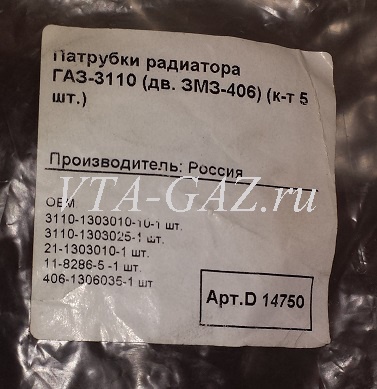 Патрубки радиатора
ГАЗ-3110 (дв. ЗМЗ-406) (к-т 5
шт.)
Производитель: Россия
VTA-GAZ.ru
OEM
3110-1303010-10-1 шт.
3110-1303025-1 шт.
21-1303010-1 шт.
11-8286-5 -1 шт.
406-1306035-1 шт
Арт.D 14750